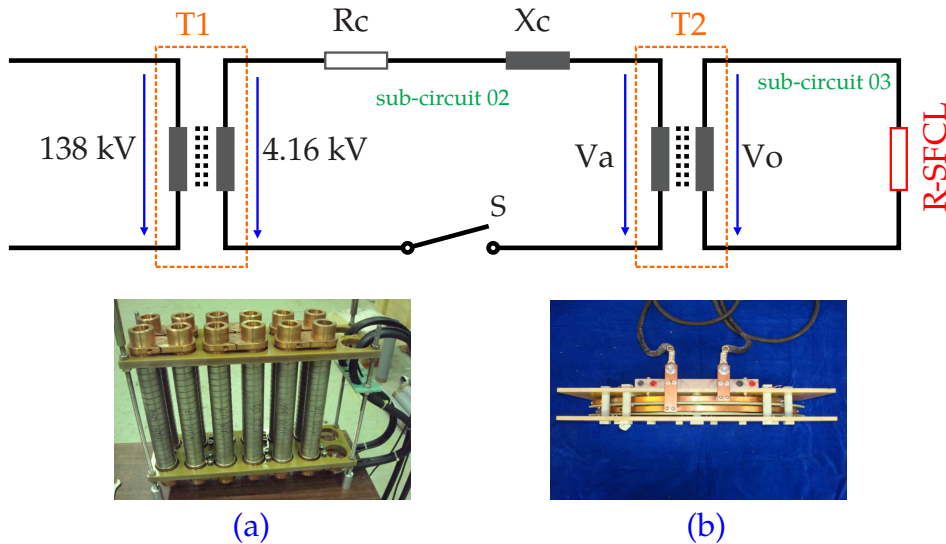 T1
Rc
Xc
T2
sub-circuit 02
sub-circuit 03
138 kV
4.16 kV
Va
Vo
R-SFCL
S
(a)
(b)